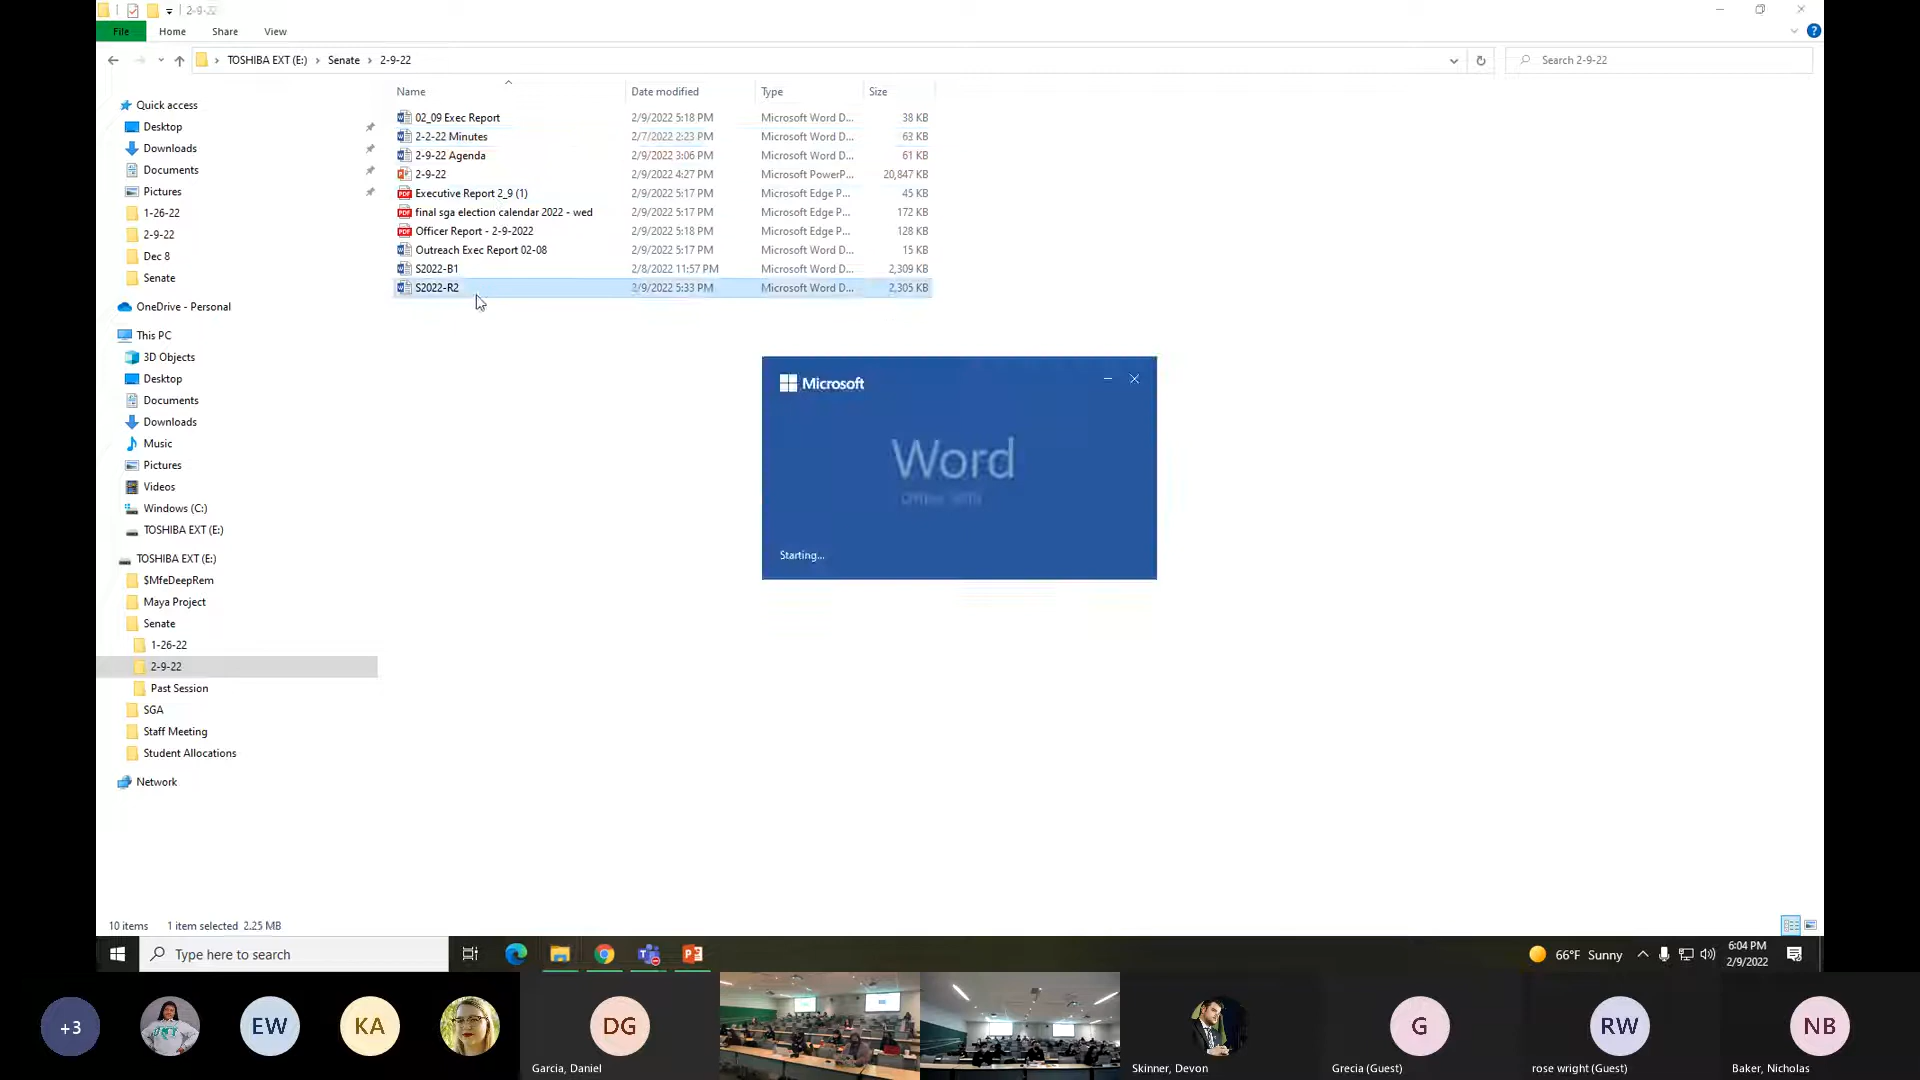 2-9-22
File Home Share View
TOSHIBA EXT (E:) Senate 2-9-22
Search 2-9-22
Name Date modified Type Size
02_09 Exec Report 2/9/2022 5:18 PM Microsoft Word D... 38 KB
2-2-22 Minutes 2/7/2022 2:23 PM Microsoft Word D... 63 KB
2-9-22 Agenda 2/9/2022 3:06 PM Microsoft Word D... 61 KB
2-9-22 2/9/2022 4:27 PM Microsoft PowerP... 20,847 KB
Executive Report 2_9 (1) 2/9/2022 5:17 PM Microsoft Edge P... 45 KB
final sga election calendar 2022 - wed 2/9/2022 5:17 PM Microsoft Edge P... 172 KB
Officer Report - 2-9-2022 2/9/2022 5:18 PM Microsoft Edge P... 128 KB
Outreach Exec Report 02-08 2/9/2022 5:17 PM Microsoft Word D... 15 KB
S2022-B1 2/8/2022 11:57 PM Microsoft Word D... 2,309 KB
S2022-R2 2/9/2022 5:33 PM Microsoft Word D... 2,305 KB
Quick access
Desktop
Downloads
Documents
Pictures
1-26-22
2-9-22
Dec 8
Senate
OneDrive - Personal
This PC
3D Objects
Desktop
Documents
Downloads
Music
Pictures
Videos
Windows (C:)
TOSHIBA EXT (E:)
TOSHIBA EXT (E:)
$MfeDeepRem
Maya Project
Senate
1-26-22
2-9-22
Past Session
SGA
Staff Meeting
Student Allocations
Network
Microsoft
Word
Starting...
10 items 1 item selected 2.25 MB
Type here to search
66°F Sunny
6:04 PM
2/9/2022
+3
EW
KA
DG
G
RW
NB
Garcia, Daniel
Skinner, Devon
Grecia (Guest)
rose wright (Guest)
Baker, Nicholas